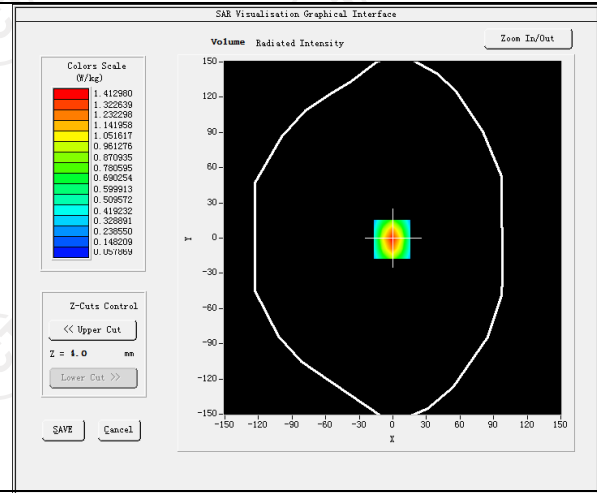 SAR Visualisation Graphical Interface
Volume Radiated Intensity
Zoom In/Out
Colors Scale
(W/kg)
1.412980
1.322639
1.232298
1.141958
1.051617
0.961276
0.870935
0.780595
0.690254
0.599913
0.509572
0.419232
0.328891
0.238550
0.148209
0.057869
Z-Cuts Control
<< Upper Cut
Z = 4.0 mm
Lower Cut >>
SAVE Cancel
150
120
90
60
30
Y
0
-30
-60
-90
-120
-150
-150 -120 -90 -60 -30 0 30 60 90 120 150
X